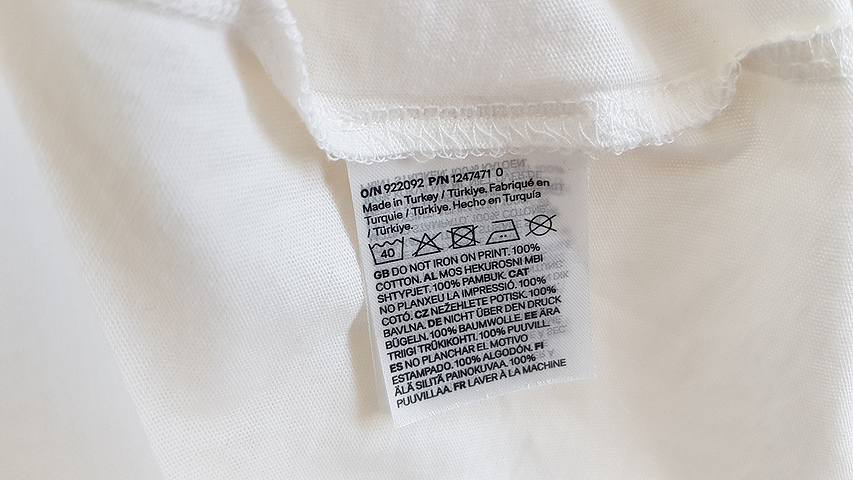 O/N 922092 P/N 1247471 0
Made in Turkey / Türkiye. Fabriqué en
Turquie / Türkiye. Hecho en Turquía
/ Türkiye.
40
GB DO NOT IRON ON PRINT. 100%
COTTON. AL MOS HEKUROSNI MBI
SHTYPJET. 100% PAMBUK. CAT
NO PLANXEU LA IMPRESSIÓ. 100%
COTÓ. CZ NEŽEHLETE POTISK. 100%
BAVLNA. DE NICHT ÜBER DEN DRUCK
BÜGELN. 100% BAUMWOLLE. EE ÄRA
TRIIGI TRÜKIKOHTI. 100% PUUVILL.
ES NO PLANCHAR EL MOTIVO
ESTAMPADO. 100% ALGODÓN. FI
ÄLÄ SILITÄ PAINOKUVAA. 100%
PUUVILLAA. FR LAVER À LA MACHINE